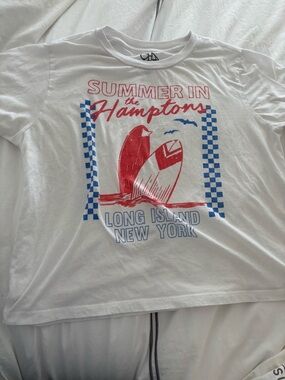 SUMMER IN
the
Hamptons
LONG ISLAND
NEW YORK